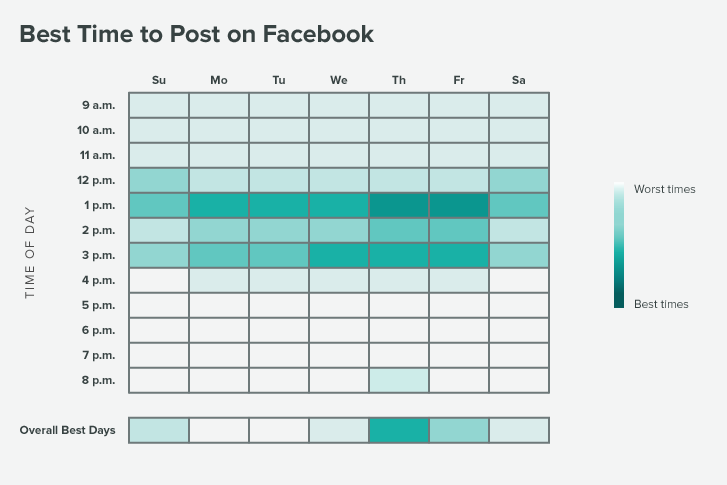 Best Time to Post on Facebook
Su Mo Tu We Th Fr Sa
9 a.m.
10 a.m.
11 a.m.
12 p.m.
1 p.m.
2 p.m.
3 p.m.
4 p.m.
5 p.m.
6 p.m.
7 p.m.
8 p.m.
TIME OF DAY
Overall Best Days
Worst times
Best times